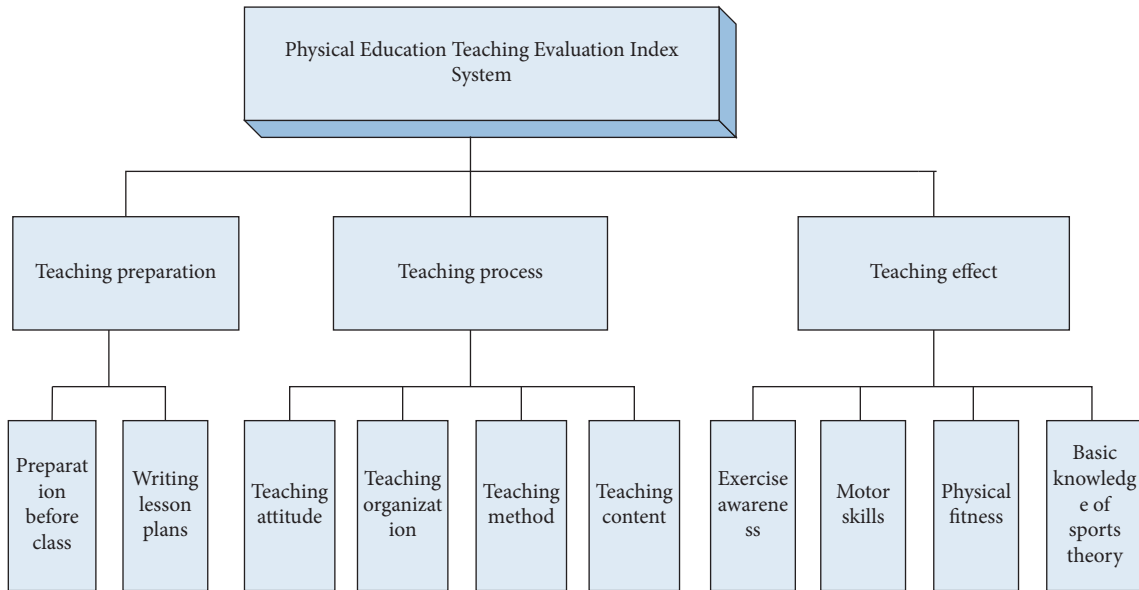 Physical Education Teaching Evaluation Index
System
Teaching preparation
Teaching process
Teaching effect
Preparat
ion
before
class
Writing
lesson
plans
Teaching
attitude
Teaching
organizat
ion
Teaching
method
Teaching
content
Exercise
awarene
ss
Motor
skills
Physical
fitness
Basic
knowledg
e of
sports
theory